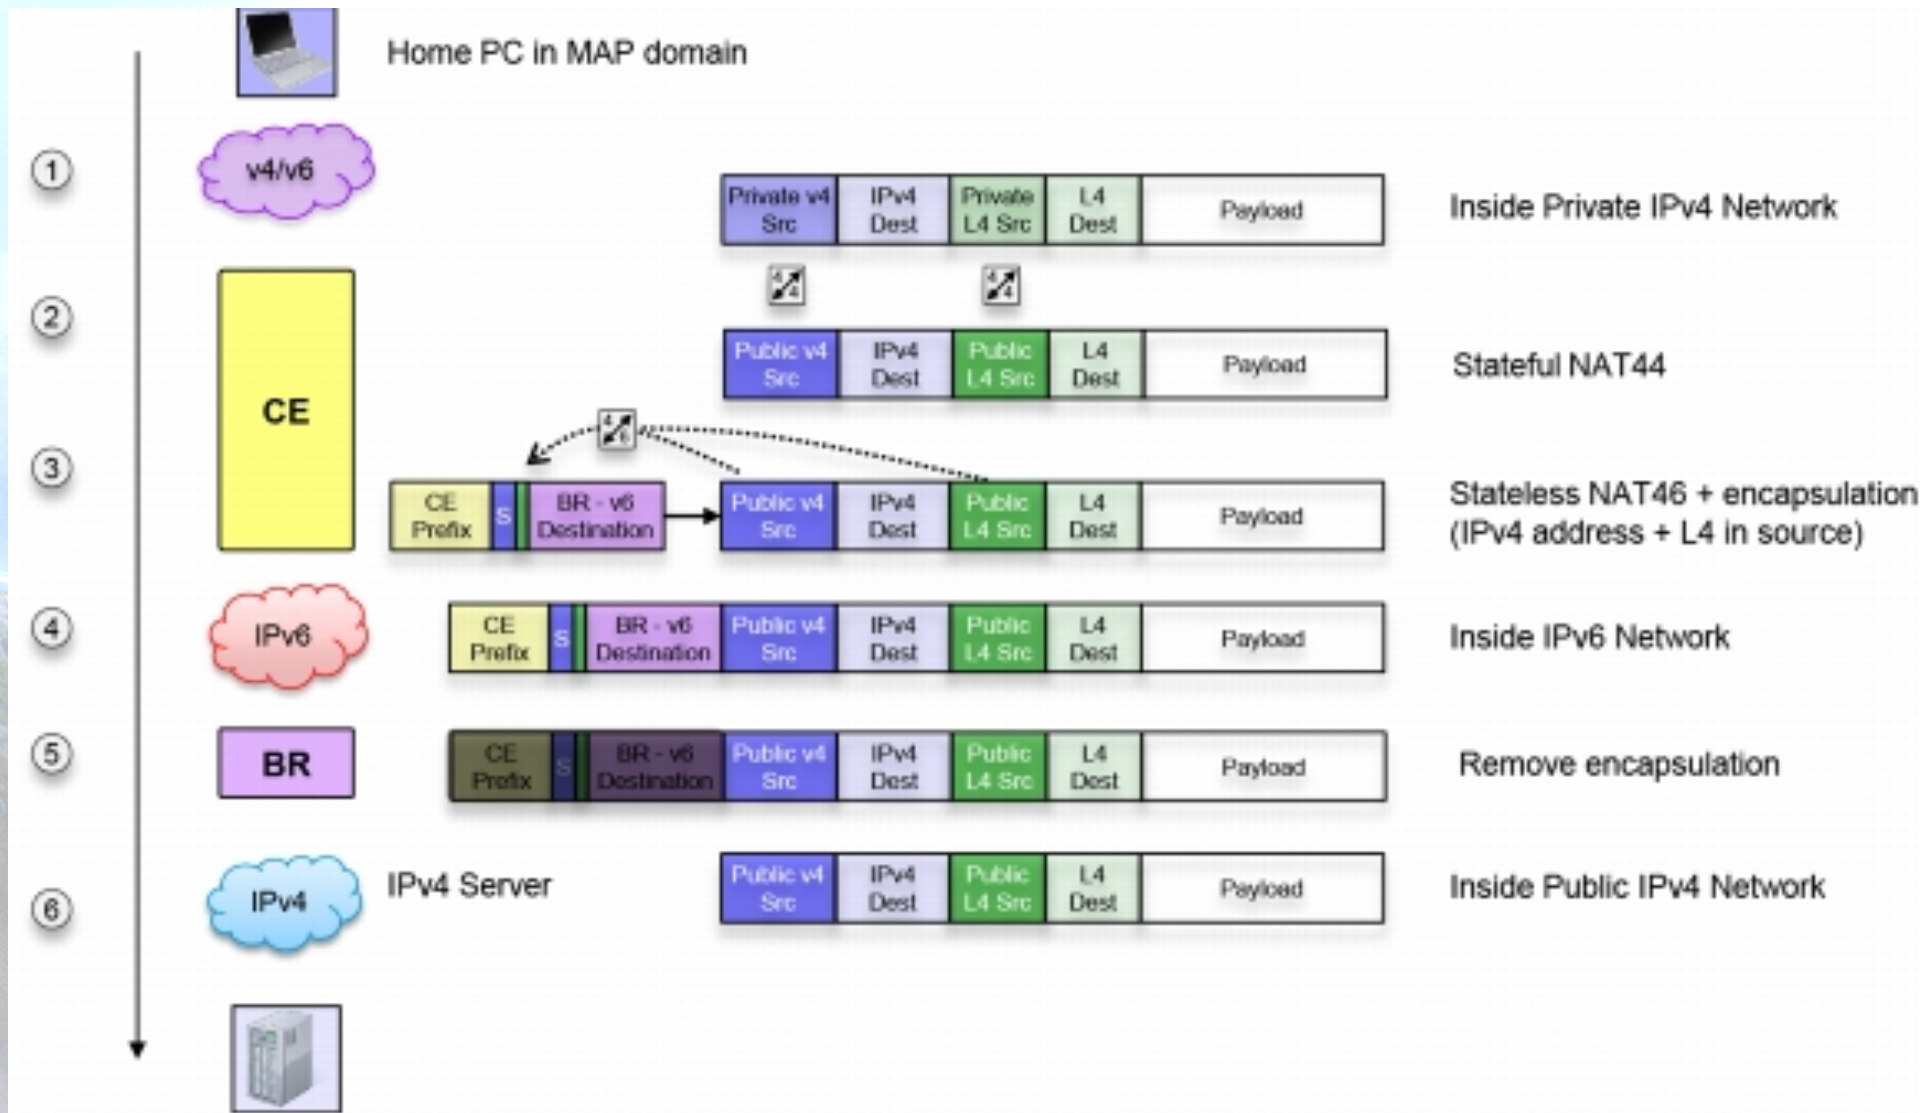 Home PC in MAP domain
1
v4/v6
Private v4 Src
IPv4 Dest
Private L4 Src
L4 Dest
Payload
Inside Private IPv4 Network
4 4
4 4
2
CE
Public v4 Src
IPv4 Dest
Public L4 Src
L4 Dest
Payload
Stateful NAT44
4 6
3
CE Prefix
S
BR - v6 Destination
Public v4 Src
IPv4 Dest
Public L4 Src
L4 Dest
Payload
Stateless NAT46 + encapsulation
(IPv4 address + L4 in source)
4
IPv6
CE Prefix
S
BR - v6 Destination
Public v4 Src
IPv4 Dest
Public L4 Src
L4 Dest
Payload
Inside IPv6 Network
5
BR
CE Prefix
S
BR - v6 Destination
Public v4 Src
IPv4 Dest
Public L4 Src
L4 Dest
Payload
Remove encapsulation
6
IPv4
IPv4 Server
Public v4 Src
IPv4 Dest
Public L4 Src
L4 Dest
Payload
Inside Public IPv4 Network